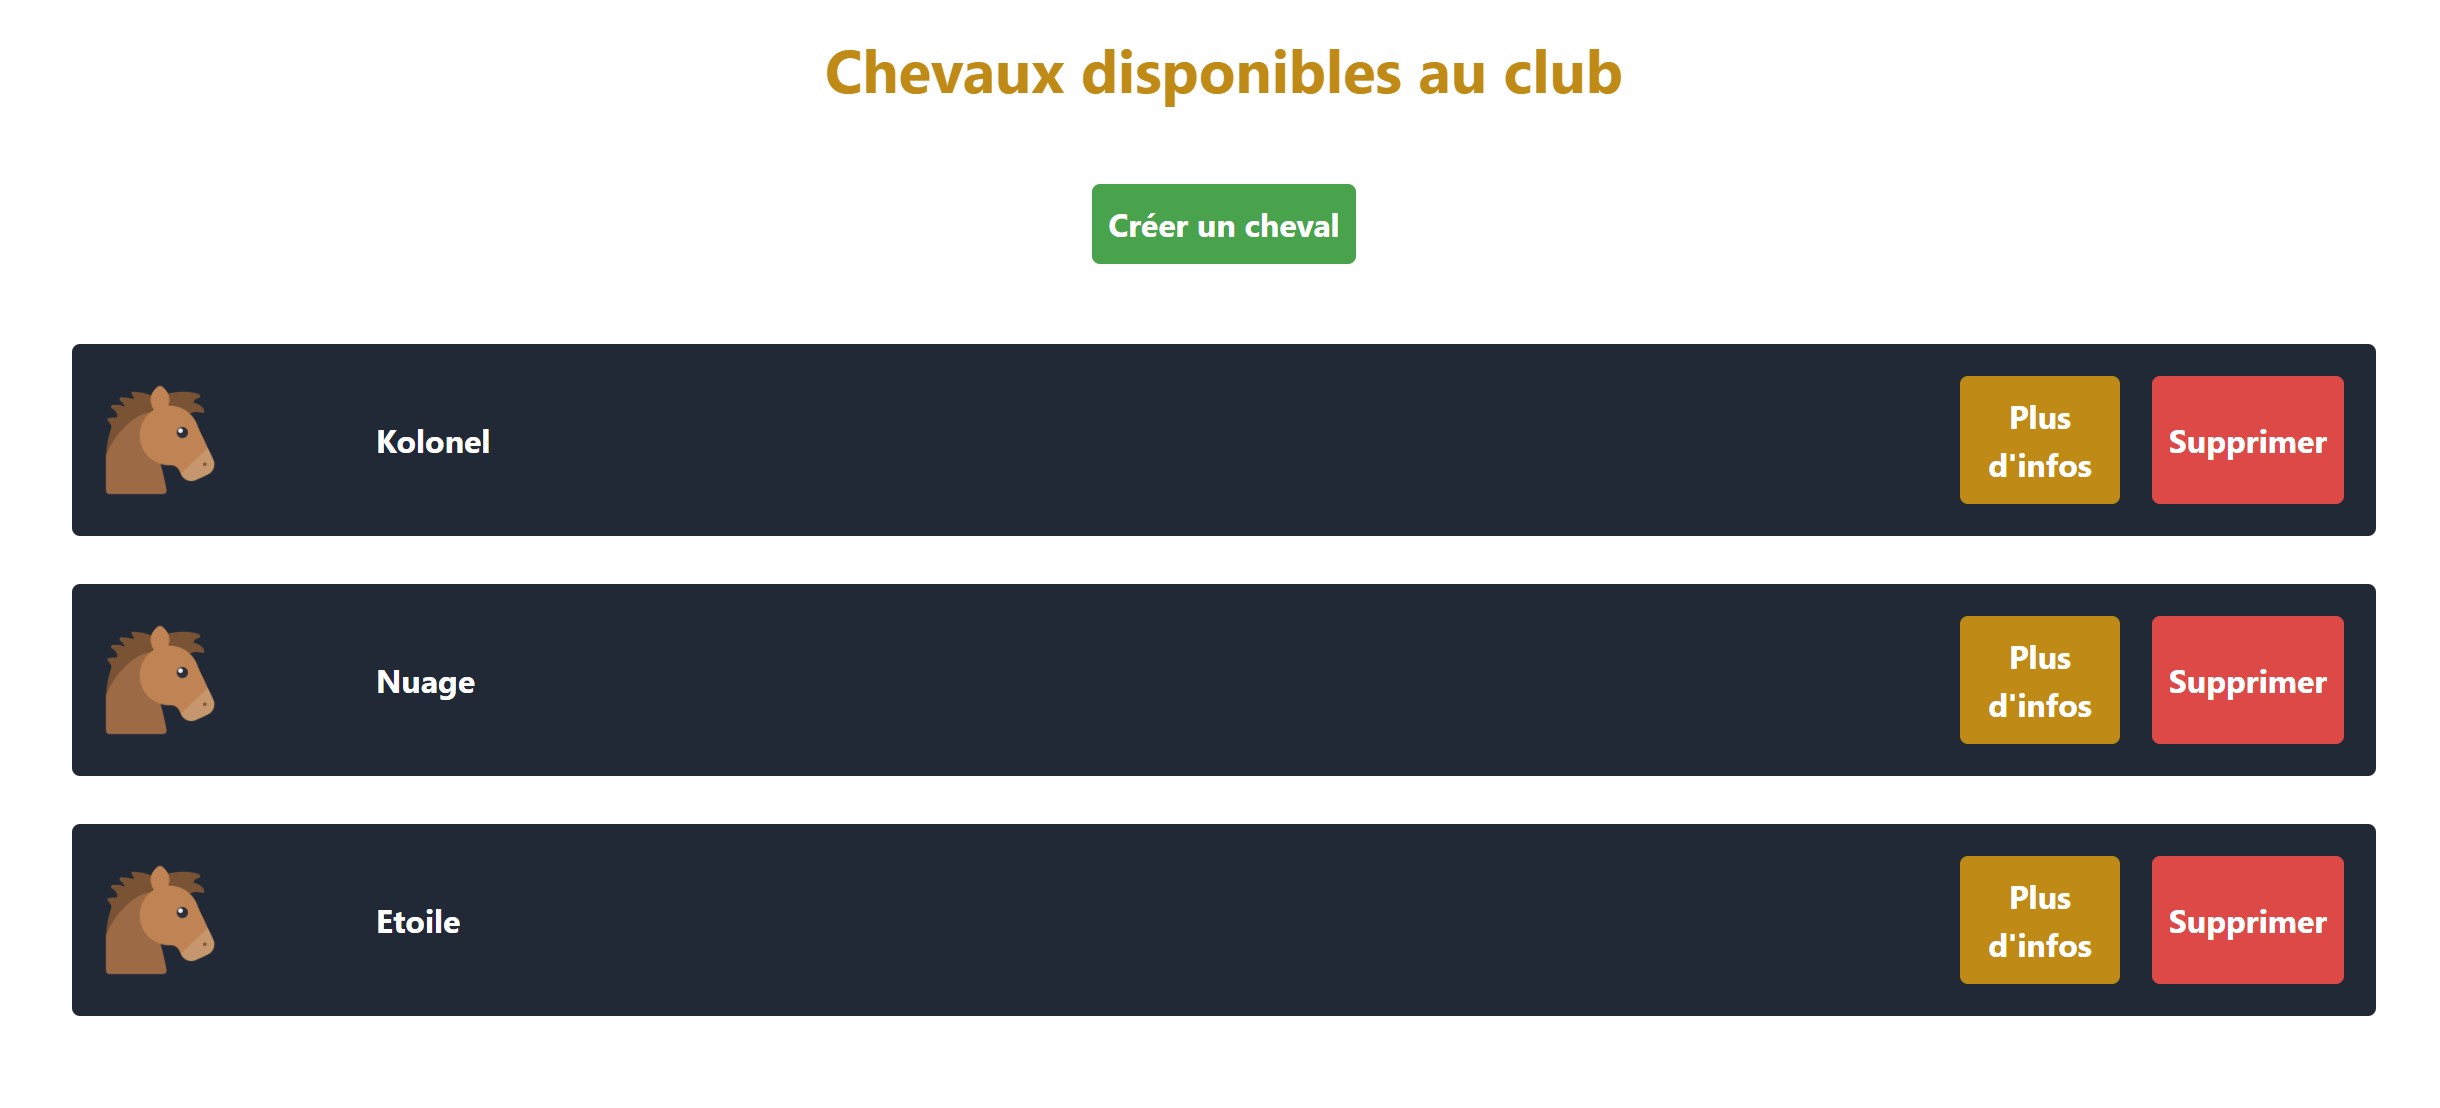 Chevaux disponibles au club
Créer un cheval
Kolonel
Plus
d'infos
Supprimer
Nuage
Plus
d'infos
Supprimer
Etoile
Plus
d'infos
Supprimer